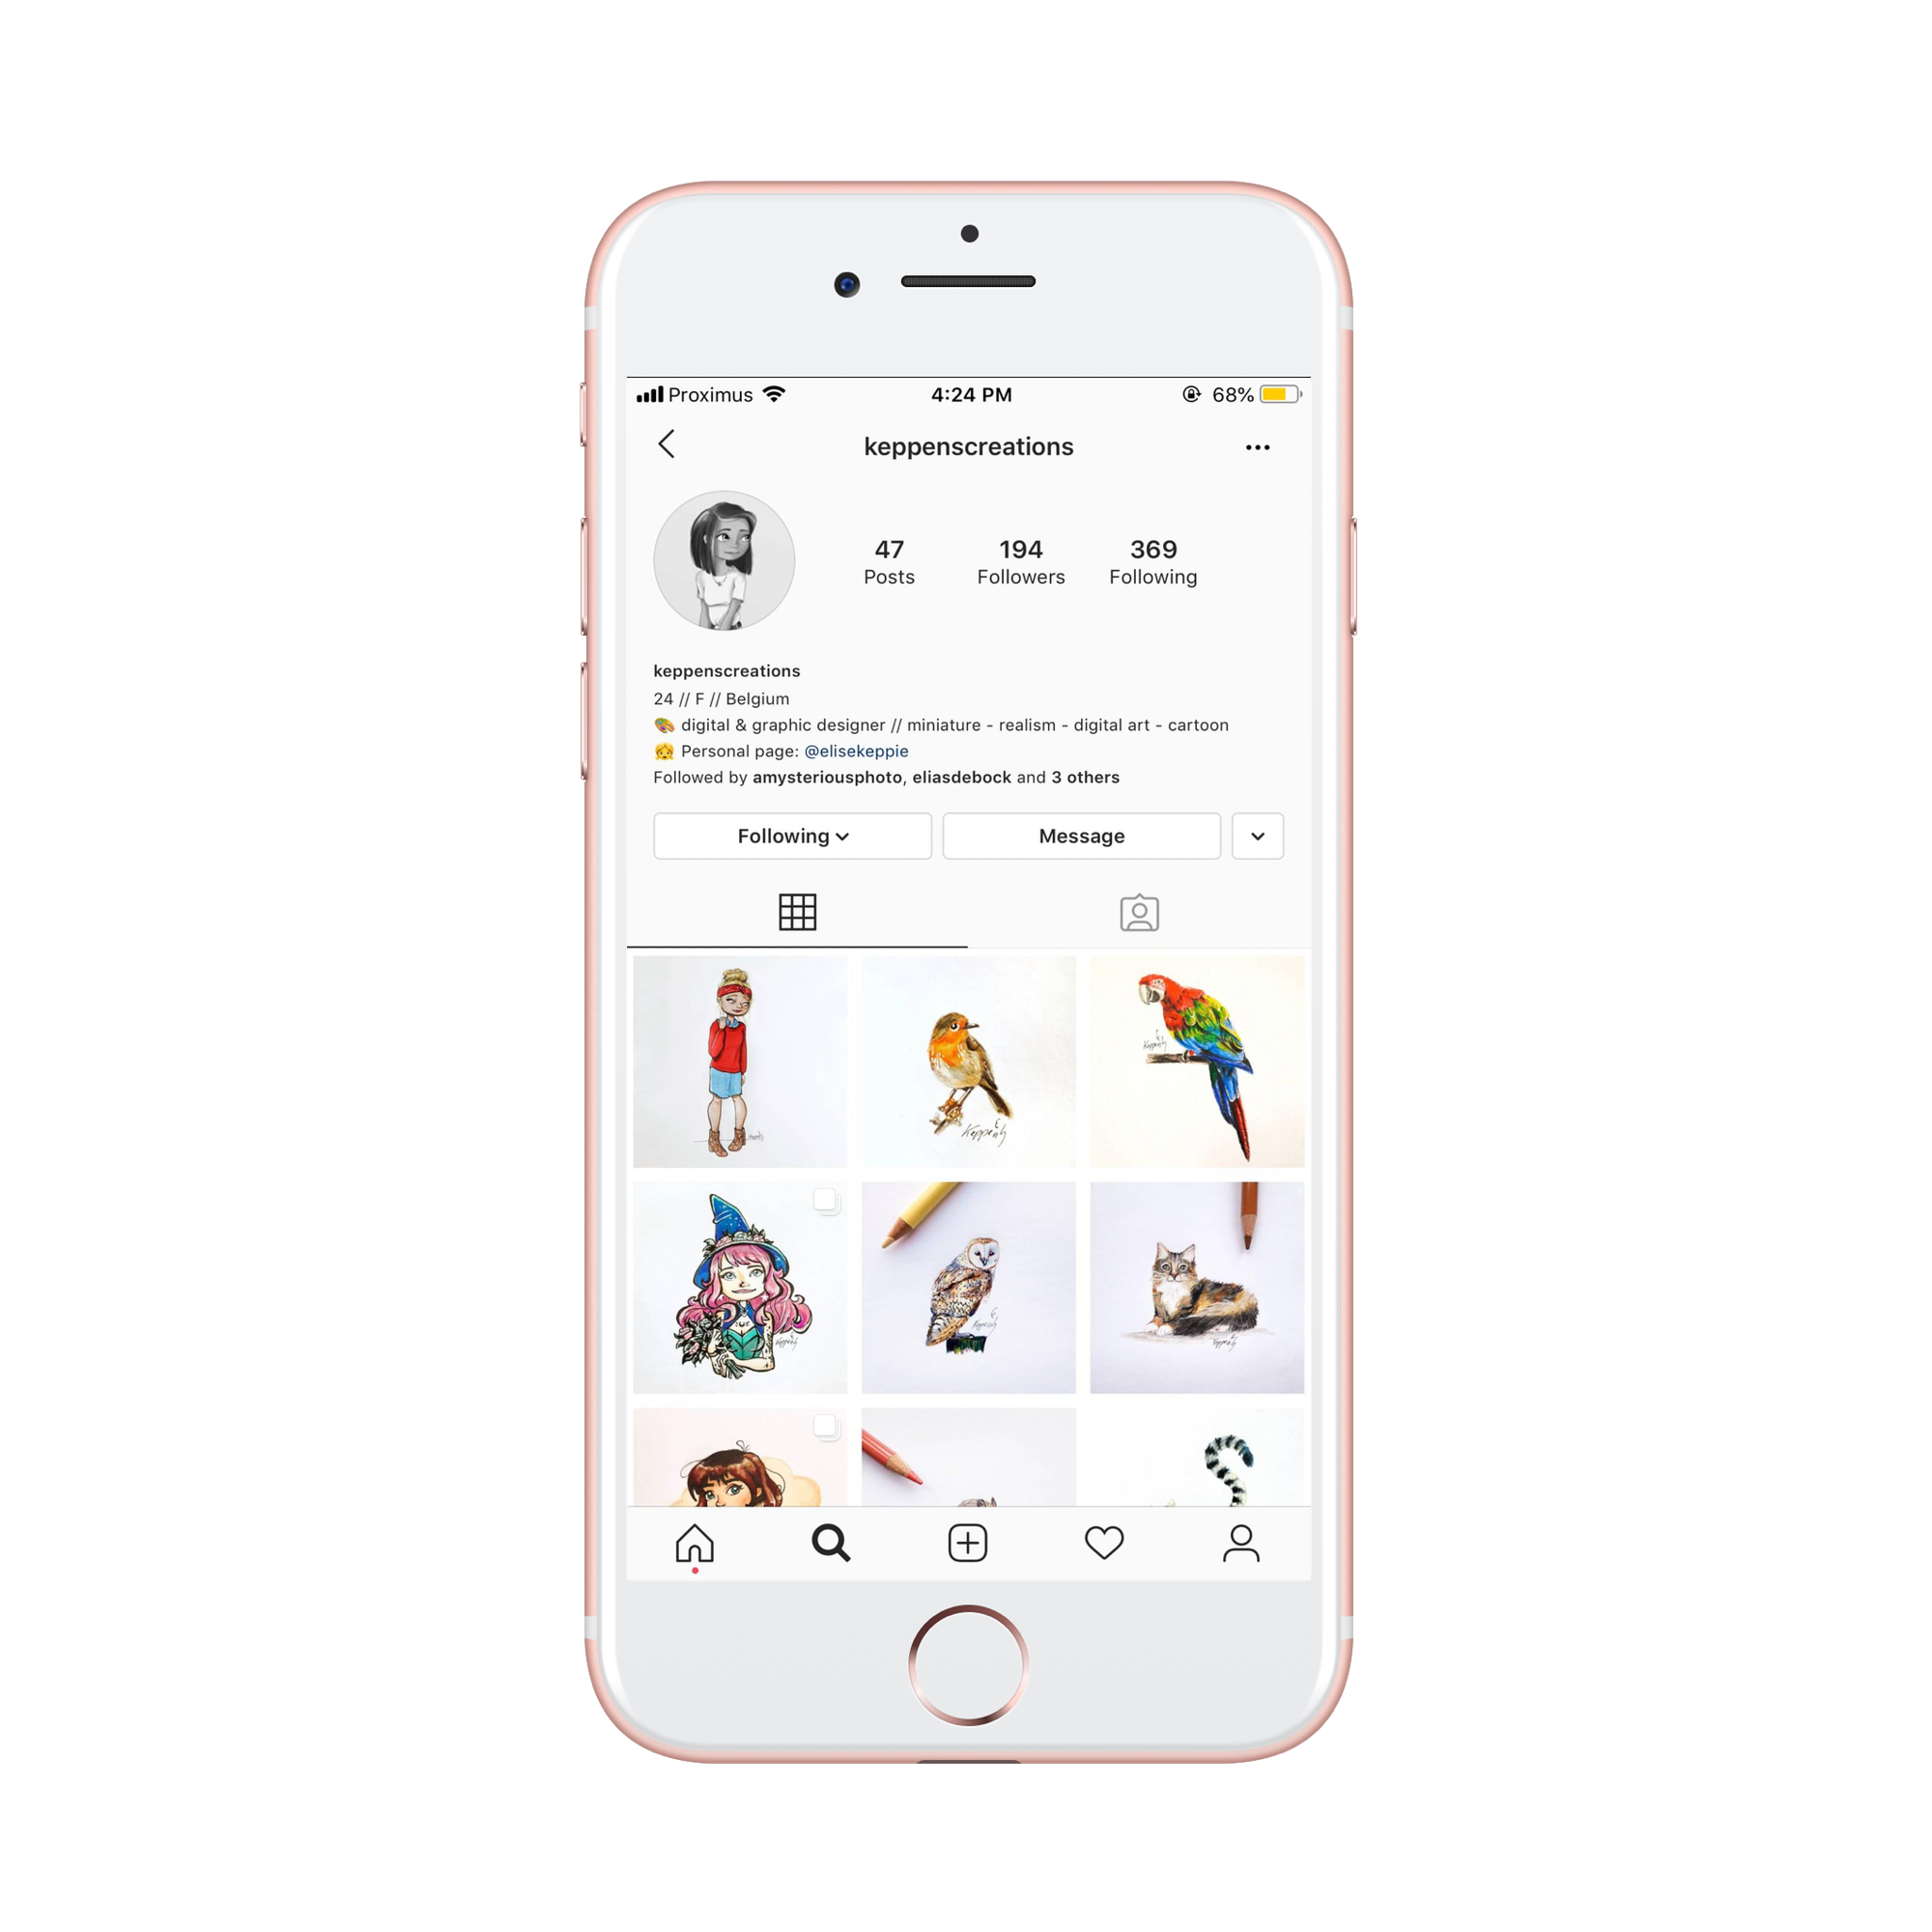 Proximus 4:24 PM 68%
keppenscreations
47 194 369
Posts Followers Following
keppenscreations
24 // F // Belgium
🎨 digital & graphic designer // miniature - realism - digital art - cartoon
👧 Personal page: @elisekeppie
Followed by amysteriousphoto, eliasdebock and 3 others
Following Message